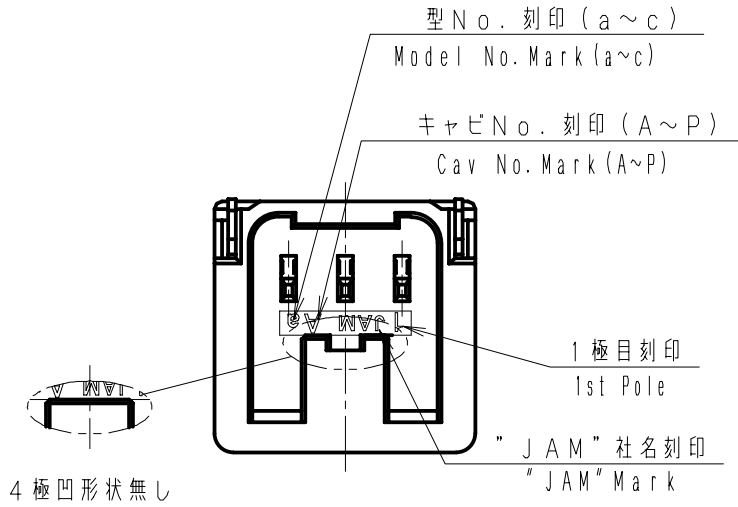 型No. 刻印 (a～c)
Model No.Mark(a~c)
キャビNo. 刻印 (A～P)
Cav No.Mark(A~P)
1 JAM A a
1極目刻印
1st Pole
"JAM"社名刻印
"JAM"Mark
4極凹形状無し